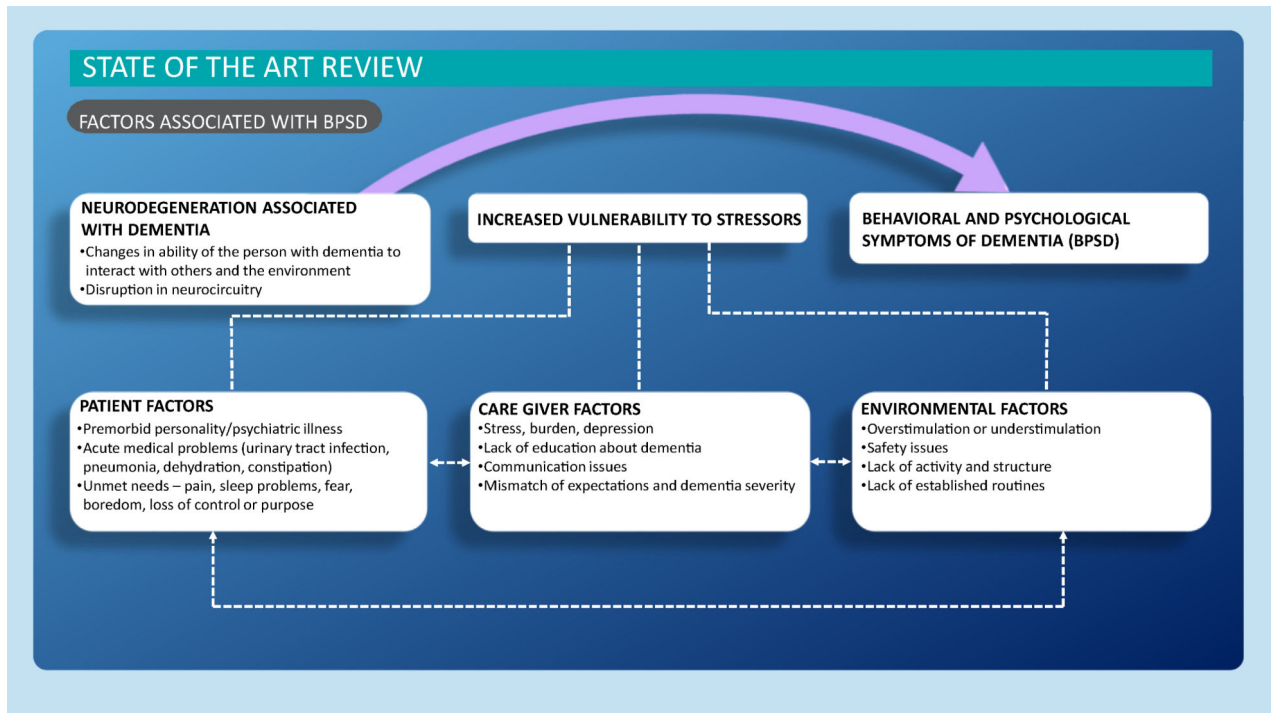 STATE OF THE ART REVIEW
FACTORS ASSOCIATED WITH BPSD
NEURODEGENERATION ASSOCIATED
WITH DEMENTIA
•Changes in ability of the person with dementia to
interact with others and the environment
•Disruption in neurocircuitry
INCREASED VULNERABILITY TO STRESSORS
BEHAVIORAL AND PSYCHOLOGICAL
SYMPTOMS OF DEMENTIA (BPSD)
PATIENT FACTORS
•Premorbid personality/psychiatric illness
•Acute medical problems (urinary tract infection,
pneumonia, dehydration, constipation)
•Unmet needs – pain, sleep problems, fear,
boredom, loss of control or purpose
CARE GIVER FACTORS
•Stress, burden, depression
•Lack of education about dementia
•Communication issues
•Mismatch of expectations and dementia severity
ENVIRONMENTAL FACTORS
•Overstimulation or understimulation
•Safety issues
•Lack of activity and structure
•Lack of established routines